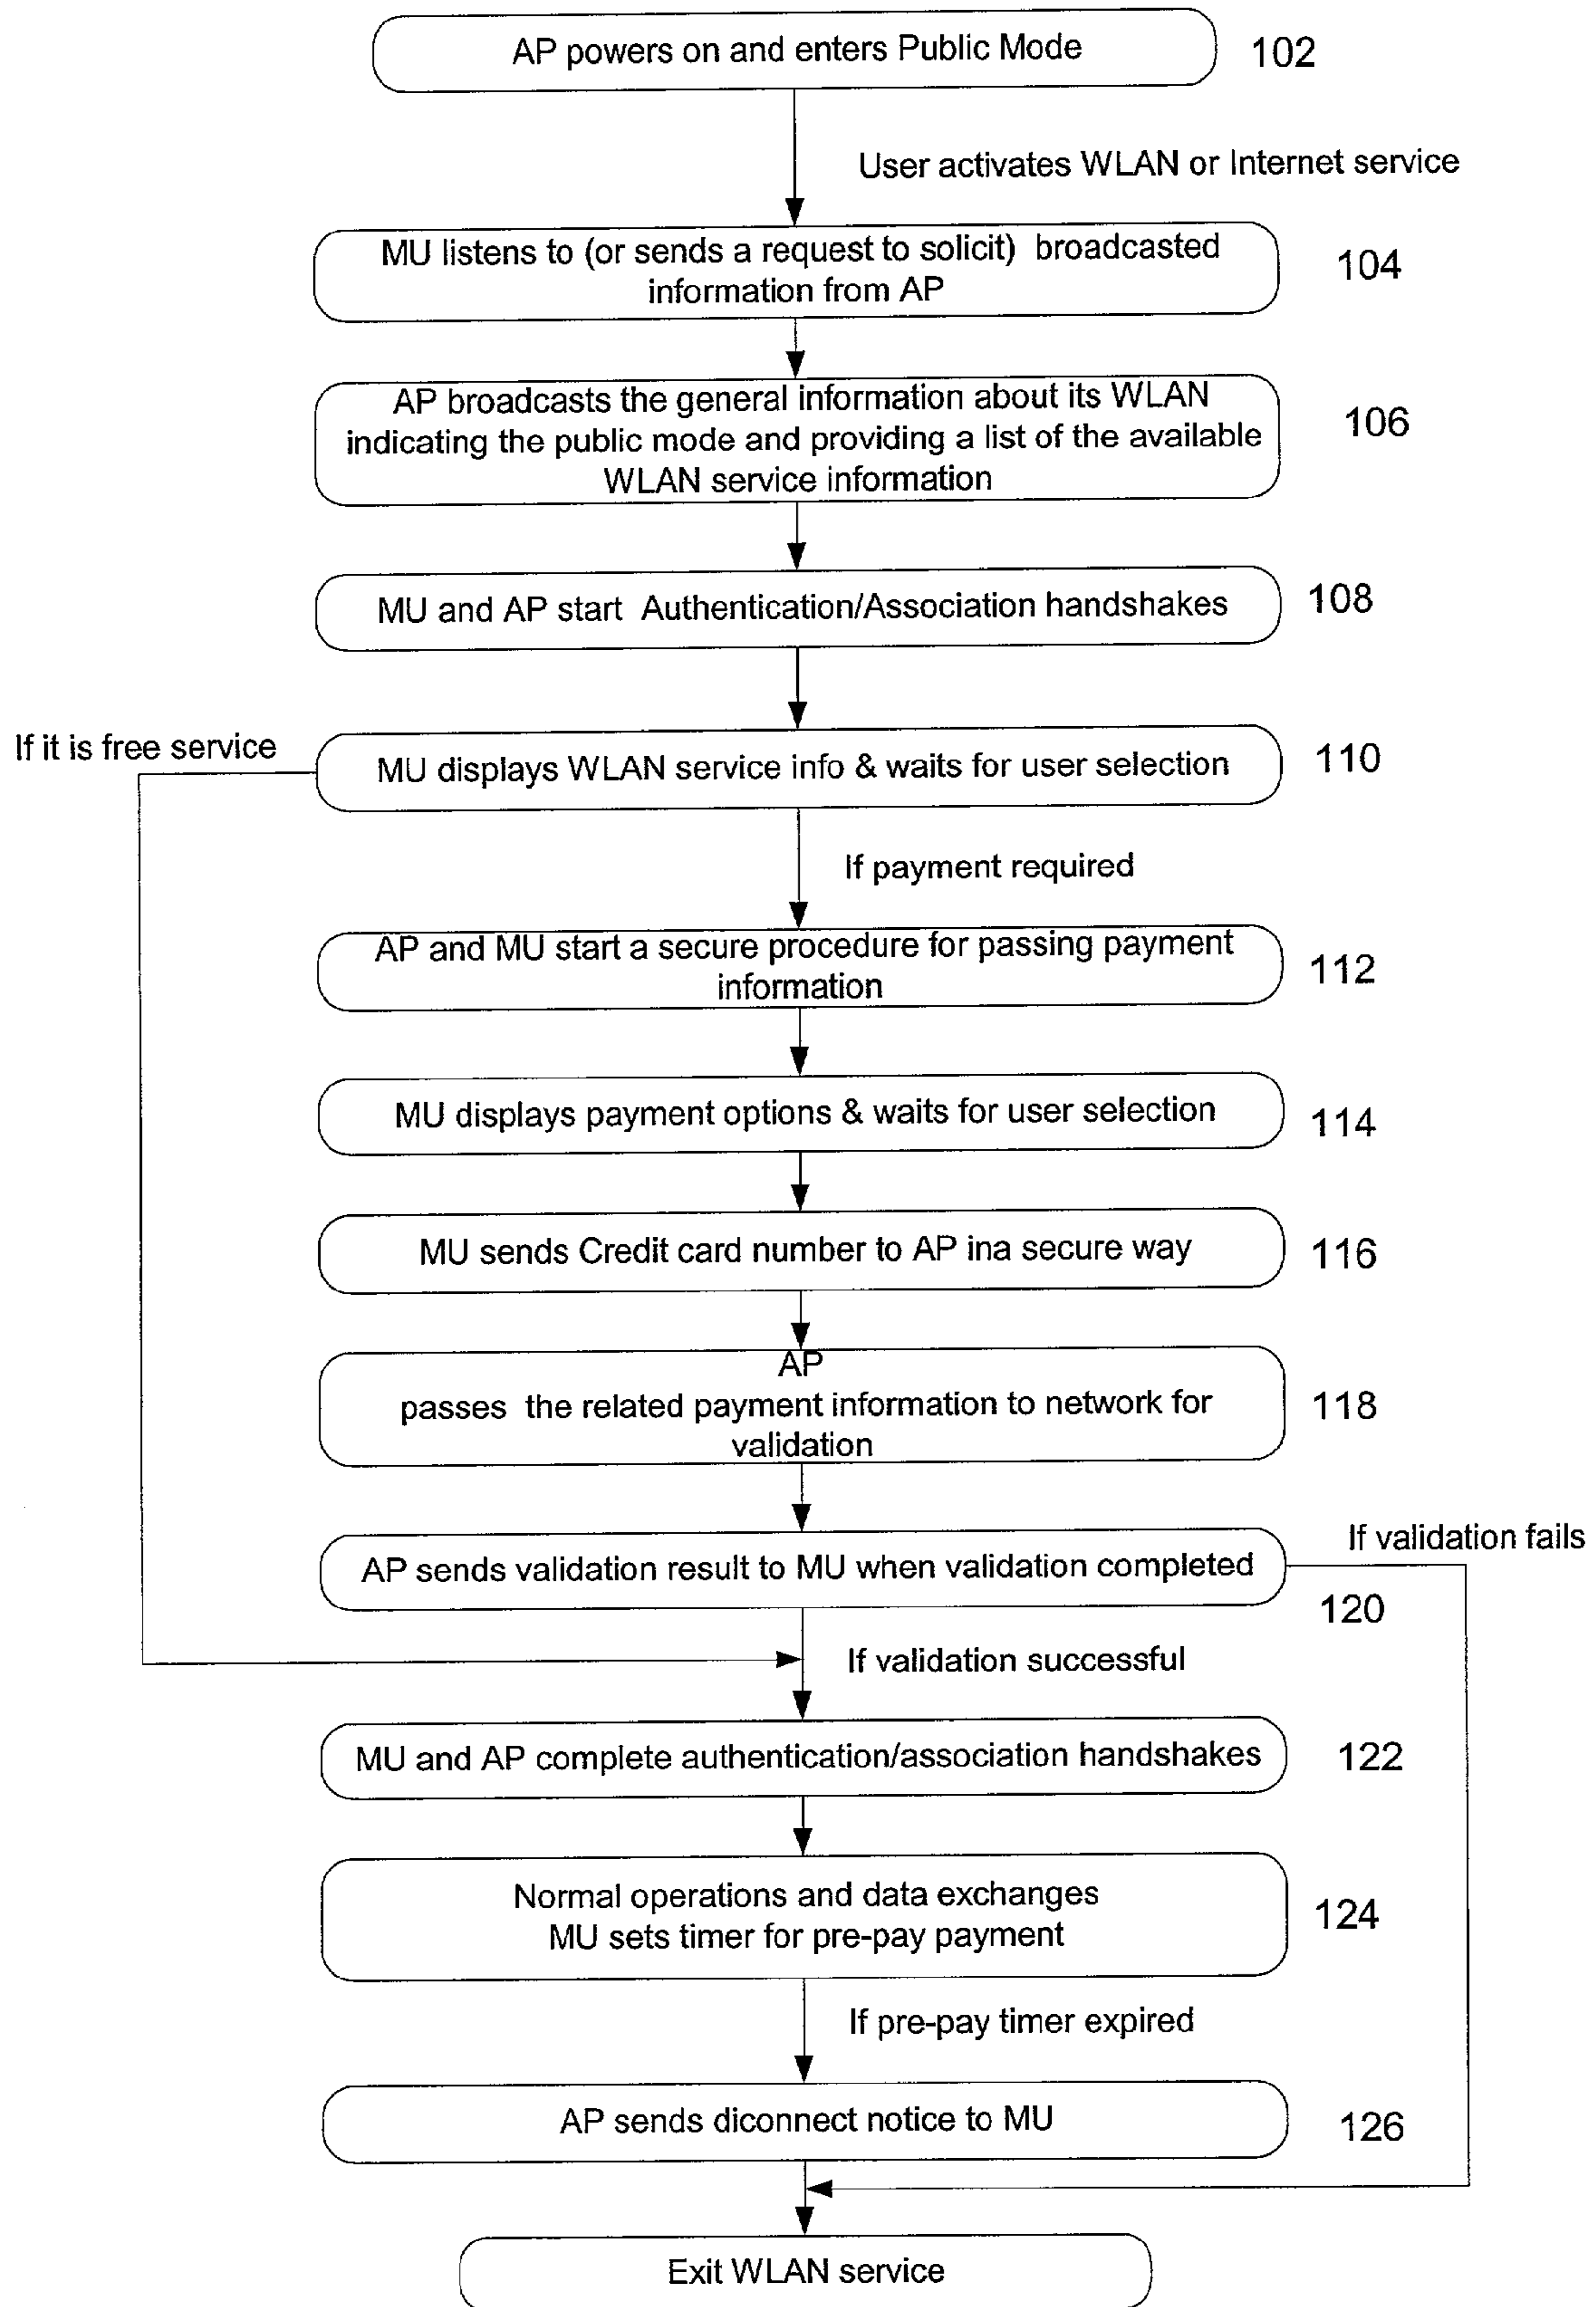 AP powers on and enters Public Mode
102
User activates WLAN or Internet service
MU listens to (or sends a request to solicit) broadcasted
information from AP
104
AP broadcasts the general information about its WLAN
indicating the public mode and providing a list of the available
WLAN service information
106
MU and AP start Authentication/Association handshakes
108
If it is free service
MU displays WLAN service info & waits for user selection
110
If payment required
AP and MU start a secure procedure for passing payment
information
112
MU displays payment options & waits for user selection
114
MU sends Credit card number to AP ina secure way
116
AP
passes the related payment information to network for
validation
118
If validation fails
AP sends validation result to MU when validation completed
120
If validation successful
MU and AP complete authentication/association handshakes
122
Normal operations and data exchanges
MU sets timer for pre-pay payment
124
If pre-pay timer expired
AP sends diconnect notice to MU
126
Exit WLAN service